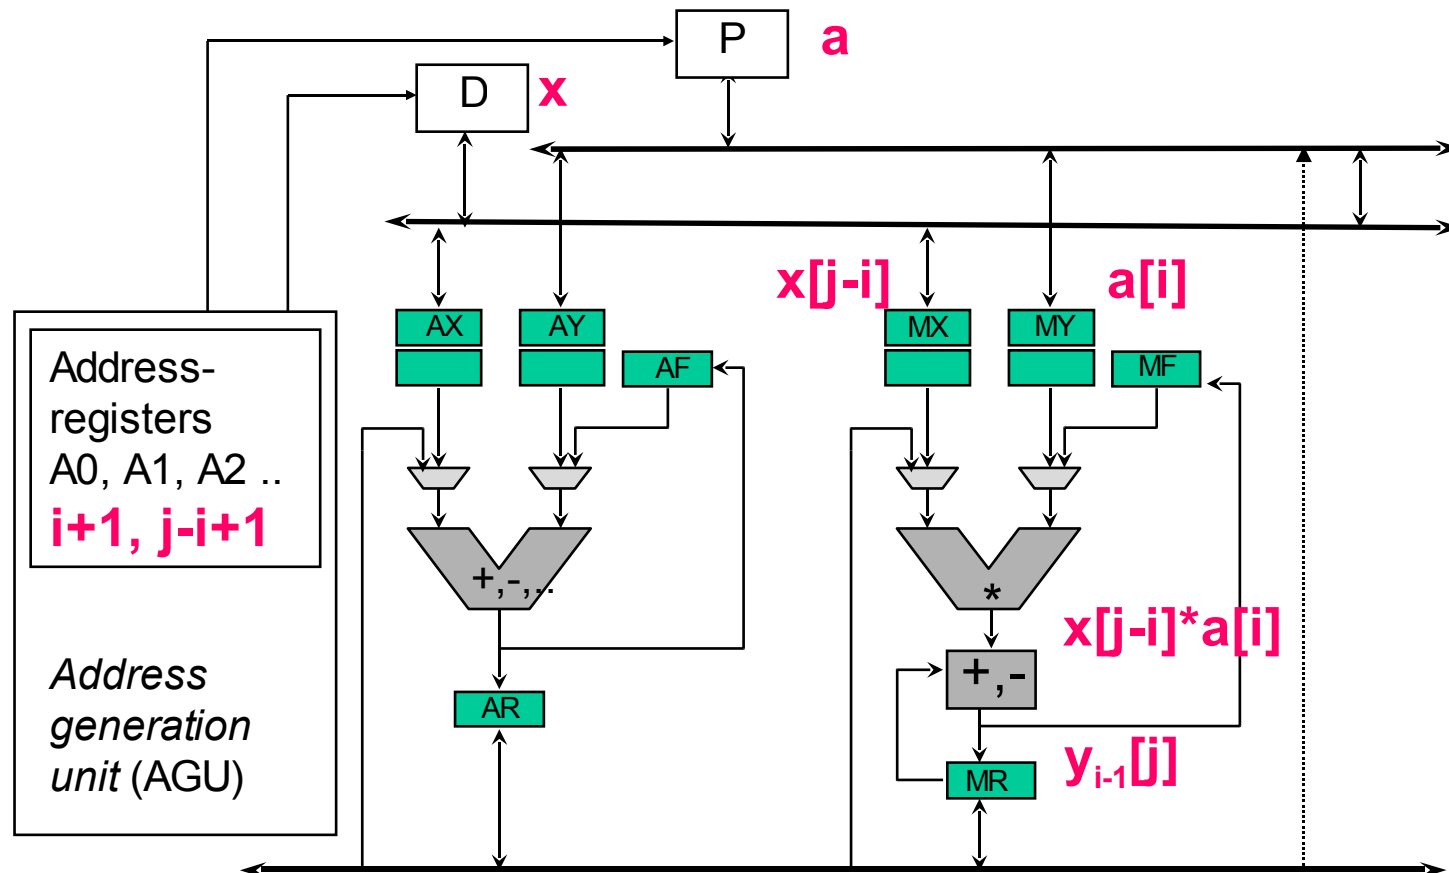 P
a
D
x
x[j-i]
a[i]
AX
AY
MX
MY
AF
MF
Address-
registers
A0, A1, A2 ..
i+1, j-i+1
+,-,..
*
x[j-i]*a[i]
Address
generation
unit (AGU)
+,-
AR
yi-1[j]
MR